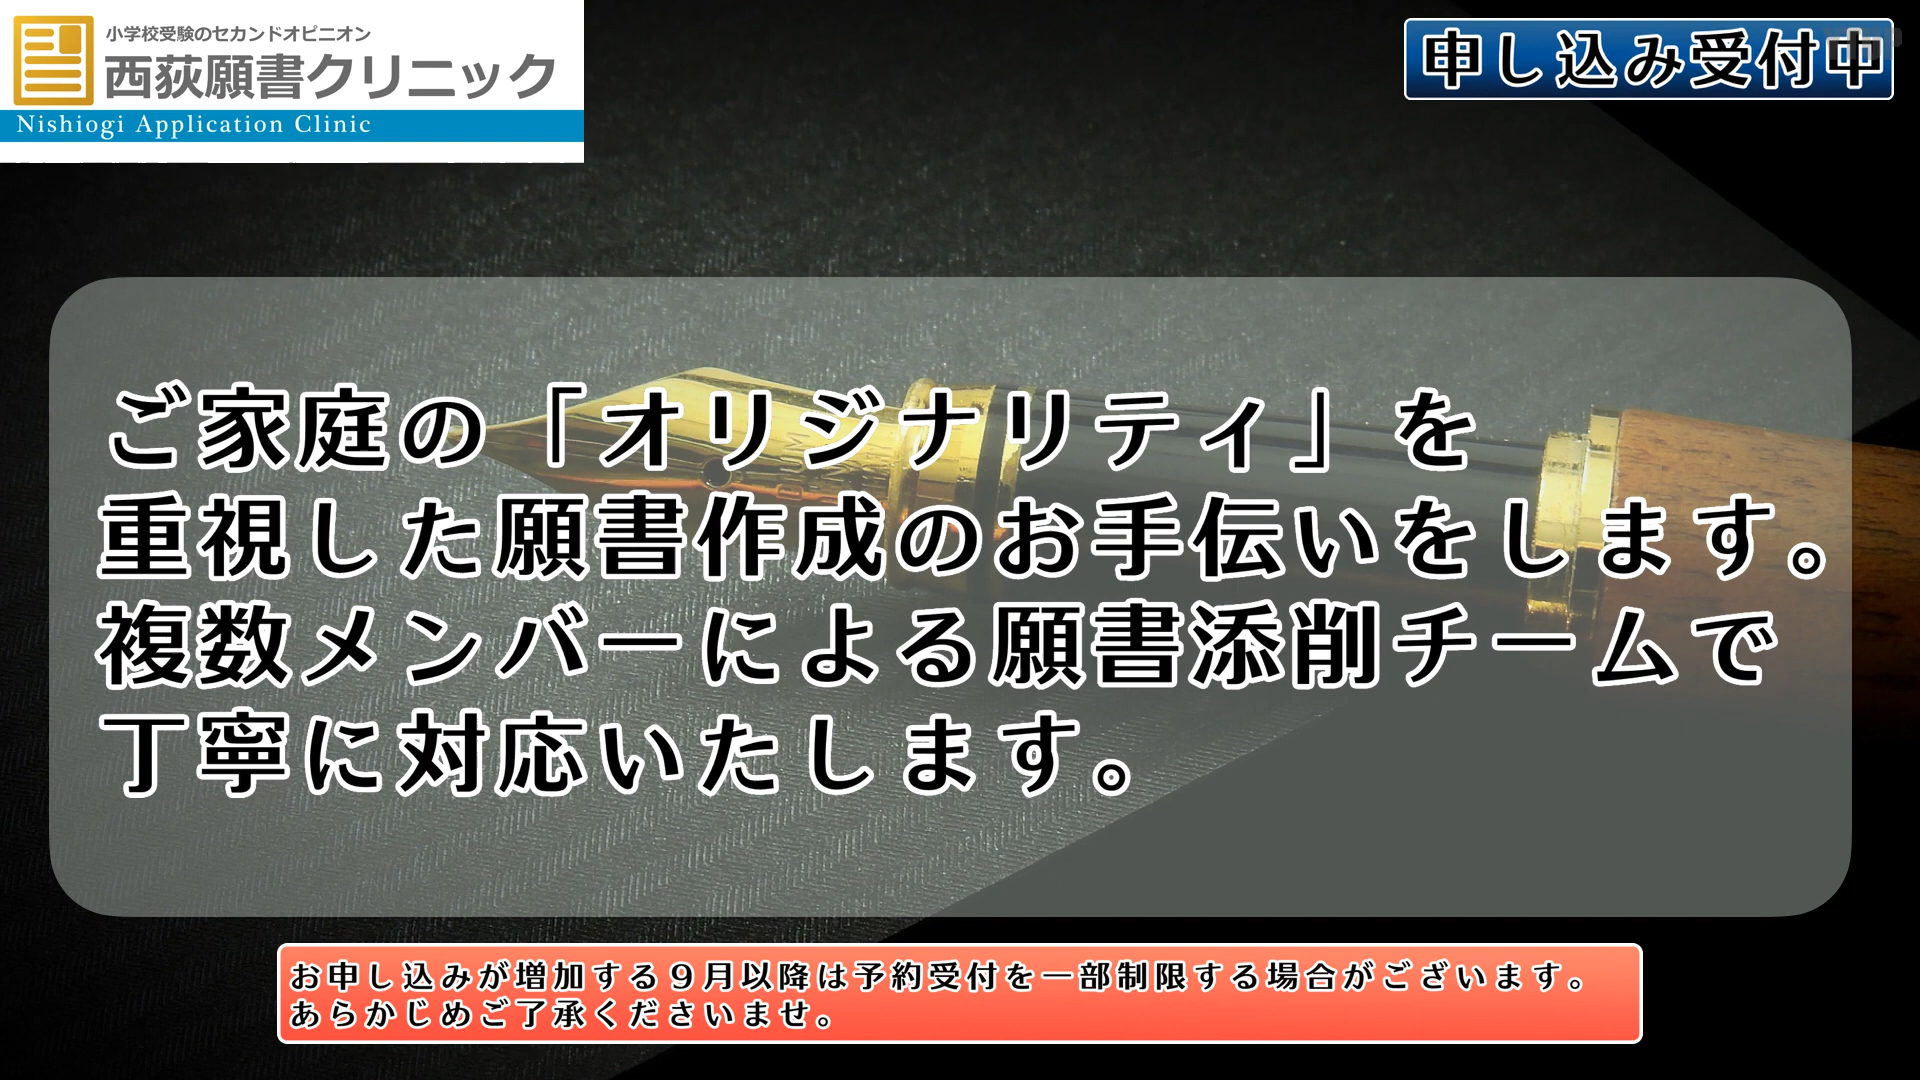 小学校受験のセカンドオピニオン
西荻願書クリニック
Nishiogi Application Clinic
申し込み受付中
ご家庭の「オリジナリティ」を
重視した願書作成のお手伝いをします。
複数メンバーによる願書添削チームで
丁寧に対応いたします。
お申し込みが増加する９月以降は予約受付を一部制限する場合がございます。
あらかじめご了承くださいませ。